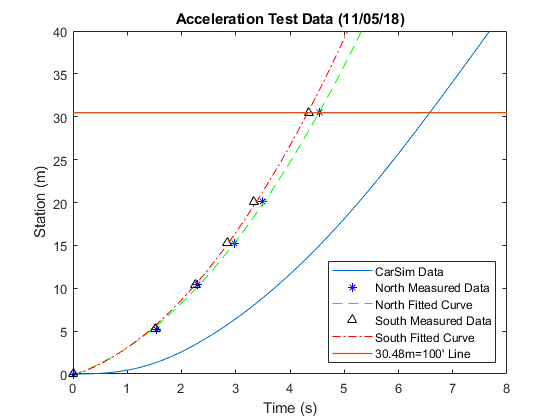 Acceleration Test Data (11/05/18)
40
35
30
25
20
15
10
5
0
Station (m)
0 1 2 3 4 5 6 7 8
Time (s)
CarSim Data
North Measured Data
North Fitted Curve
South Measured Data
South Fitted Curve
30.48m=100' Line